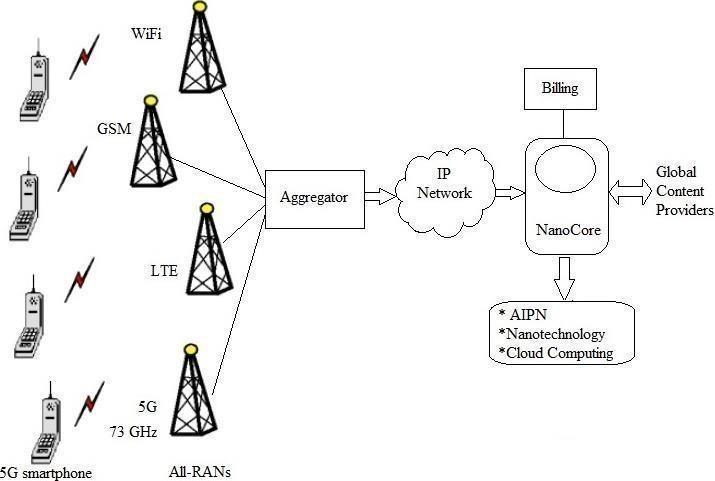 WiFi
GSM
LTE
5G
73 GHz
5G smartphone
All-RANs
Aggregator
IP
Network
Billing
NanoCore
Global
Content
Providers
* AIPN
*Nanotechnology
*Cloud Computing